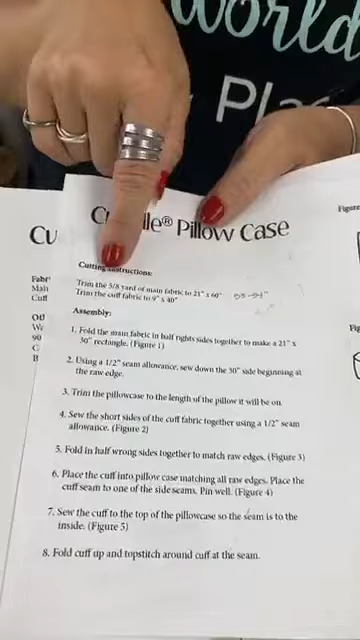 World
Pla
Cu lle® Pillow Case
Figure
Cu
Cutting Instructions:
Trim the 5/8 yard of main fabric to 21" x 60"
Trim the cuff fabric to 9" x 40"
Fabr
Main
Cuff
Assembly:
1. Fold the main fabric in half rights sides together to make a 21" x
30" rectangle. (Figure 1)
2. Using a 1/2" seam allowance, sew down the 30" side beginning at
the raw edge.
3. Trim the pillowcase to the length of the pillow it will be on.
4. Sew the short sides of the cuff fabric together using a 1/2" seam
allowance. (Figure 2)
5. Fold in half wrong sides together to match raw edges. (Figure 3)
6. Place the cuff into pillow case matching all raw edges. Place the
cuff seam to one of the side seams. Pin well. (Figure 4)
7. Sew the cuff to the top of the pillowcase so the seam is to the
inside. (Figure 5)
8. Fold cuff up and topstitch around cuff at the seam.